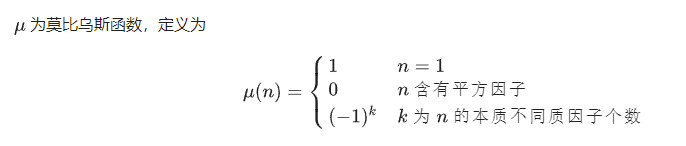 μ 为莫比乌斯函数，定义为
1 n = 1
μ(n) = { 0 n 含有平方因子
(−1)^k k 为 n 的本质不同质因子个数